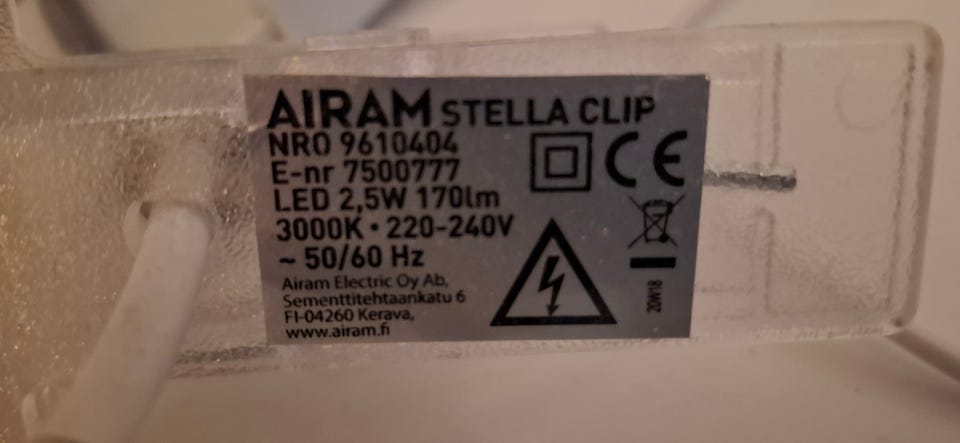 AIRAM STELLA CLIP
NRO 9610404
E-nr 7500777
LED 2,5W 170lm
3000K • 220-240V
~ 50/60 Hz
Airam Electric Oy Ab,
Sementtitehtaankatu 6
FI-04260 Kerava,
www.airam.fi
CE
20W18